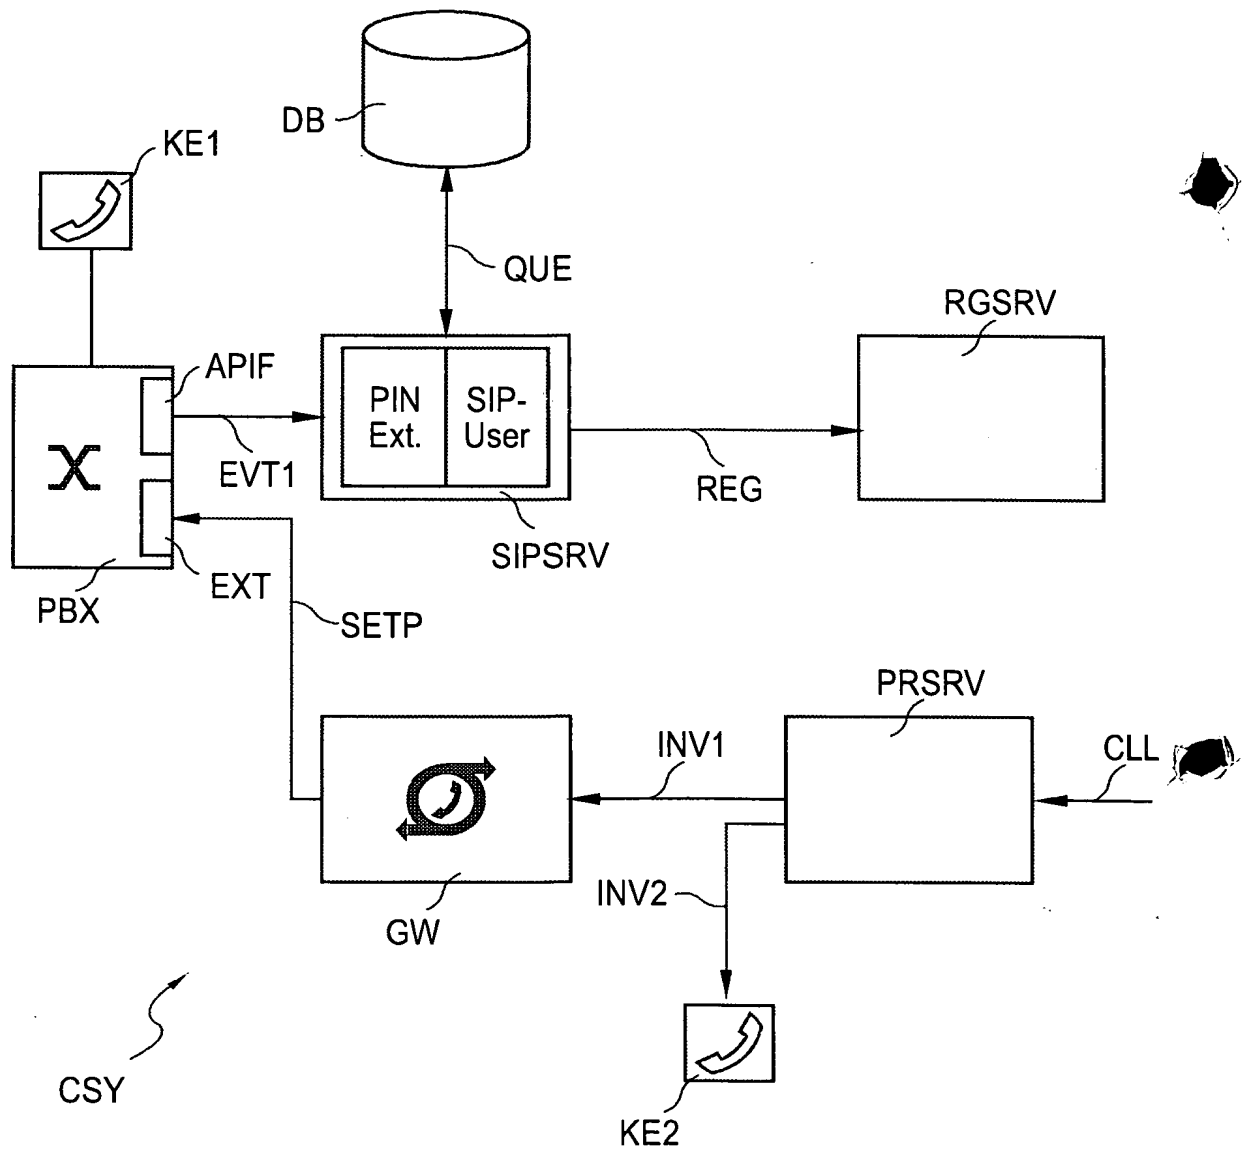 DB
KE1
QUE
RGSRV
APIF
PIN
Ext.
SIP-
User
EVT1
REG
SIPSRV
EXT
PBX
SETP
PRSRV
INV1
CLL
INV2
GW
CSY
KE2